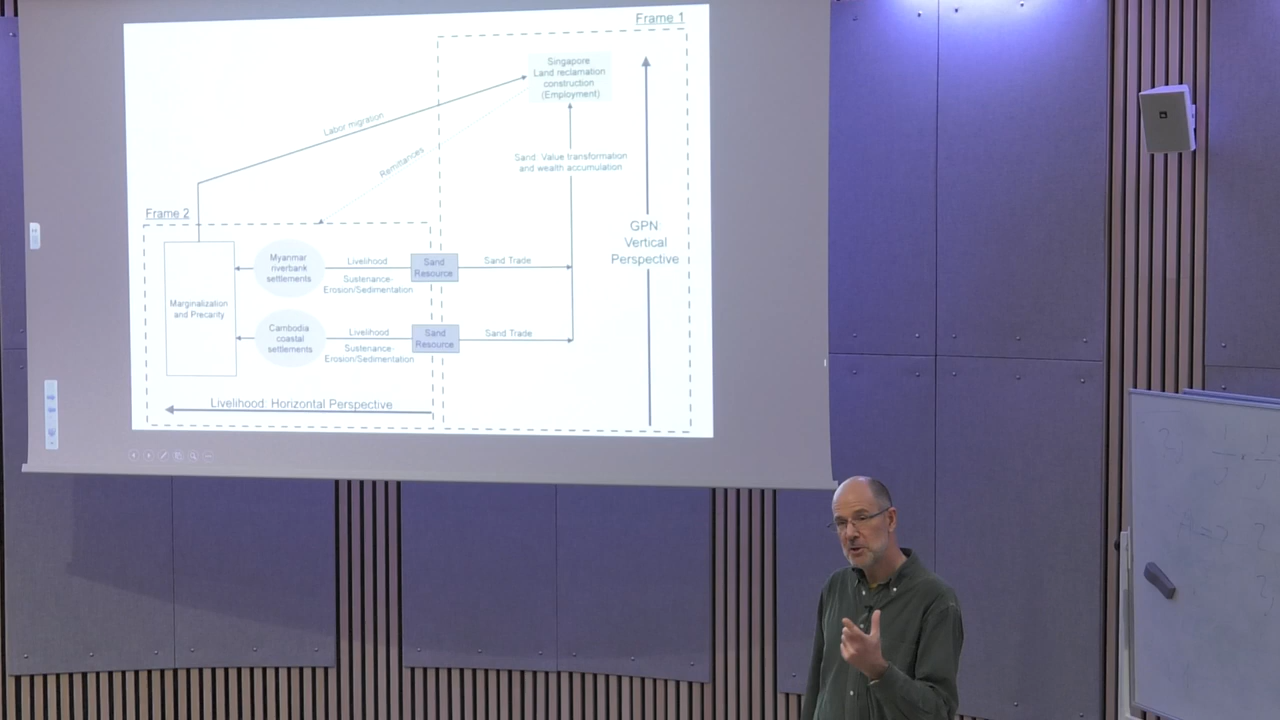 Frame 1
Singapore
Land reclamation
construction
(Employment)
Labor migration
Remittances
Sand: Value transformation
and wealth accumulation
Frame 2
GPN
Vertical
Perspective
Marginalization
and Precarity
Myanmar
riverbank
settlements
Livelihood
Sustenance-
Erosion/Sedimentation
Sand
Resource
Sand Trade
Cambodia
coastal
settlements
Livelihood
Sustenance-
Erosion/Sedimentation
Sand
Resource
Sand Trade
Livelihood: Horizontal Perspective